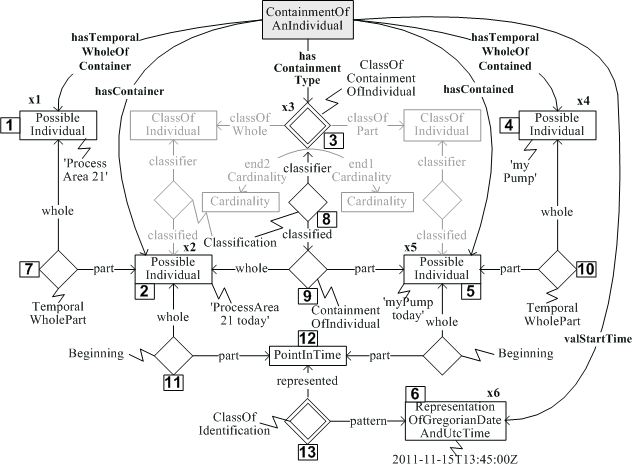 ContainmentOf
AnIndividual
hasTemporal
WholeOf
Container
hasContainer
has
Containment
Type
hasContained
hasTemporal
WholeOf
Contained
ClassOf
Containment
OfIndividual
x1
Possible
Individual
1
'Process
Area 21'
ClassOf
Individual
classOf
Whole
x3
3
classOf
Part
ClassOf
Individual
x4
Possible
Individual
4
'my
Pump'
classifier
classifier
classifier
end2
Cardinality
end1
Cardinality
Cardinality
Cardinality
whole
whole
8
classified
Classification
classified
classified
7
part
x2
Possible
Individual
2
whole
9
part
x5
Possible
Individual
5
part
10
Temporal
WholePart
'ProcessArea
21 today'
Containment
OfIndividual
'myPump
today'
Temporal
WholePart
whole
whole
valStartTime
12
Beginning
11
part
PointInTime
part
Beginning
represented
ClassOf
Identification
13
pattern
6
x6
Representation
OfGregorianDate
AndUtcTime
2011-11-15T13:45:00Z